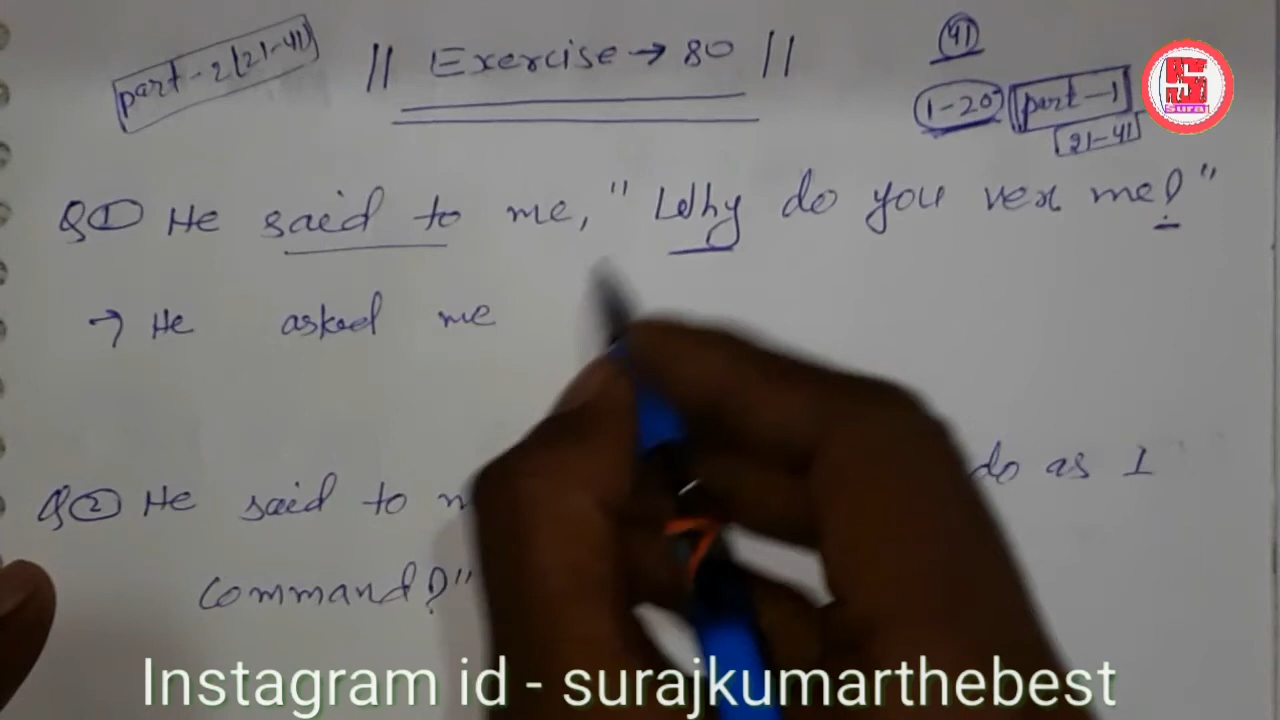 part-2(21-41)
|| Exercise → 80 ||
41
1-20 part-1
21-41
S
Suraj
Q① He said to me, "Why do you vex me?"
→ He asked me
Q② He said to do as I
command?"
Instagram id - surajkumarthebest